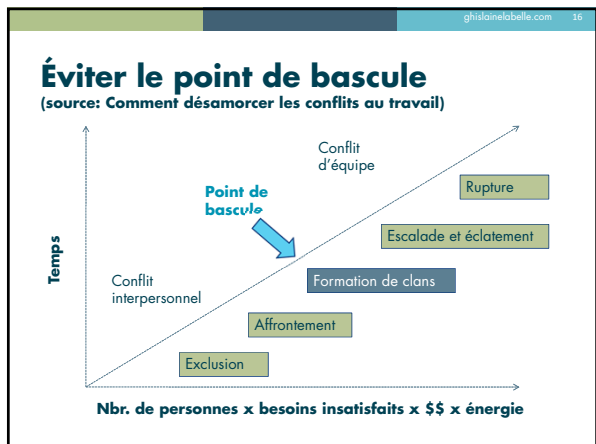 ghislainelabelle.com 16
Éviter le point de bascule
(source: Comment désamorcer les conflits au travail)
Conflit
d'équipe
Rupture
Point de
bascule
Escalade et éclatement
Temps
Conflit
interpersonnel
Formation de clans
Affrontement
Exclusion
Nbr. de personnes x besoins insatisfaits x $$ x énergie